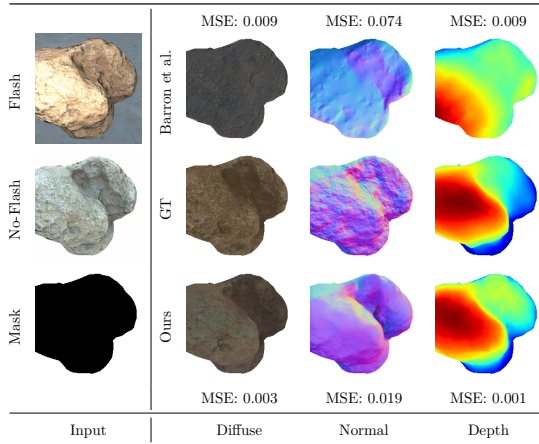 MSE: 0.009 MSE: 0.074 MSE: 0.009
Flash
Barron et al.
No-Flash
GT
Mask
Ours
MSE: 0.003 MSE: 0.019 MSE: 0.001
Input Diffuse Normal Depth